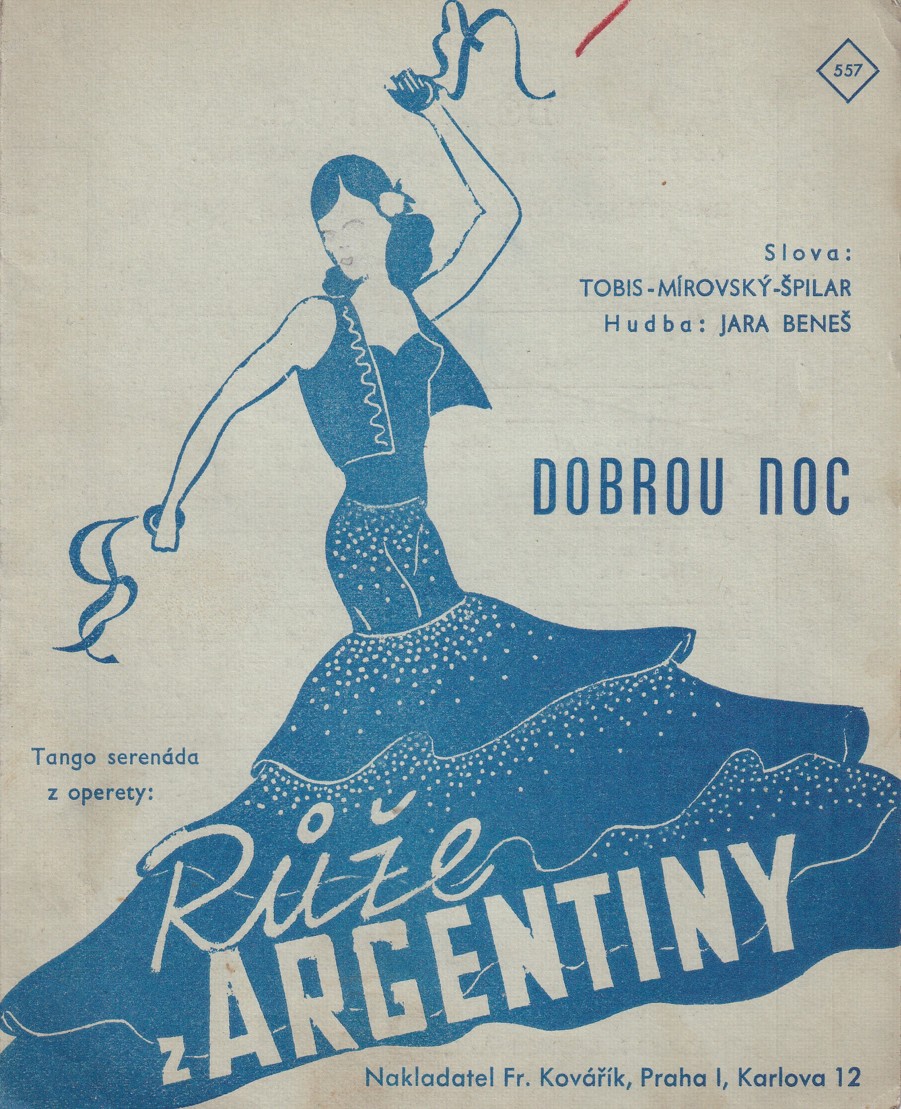 557
Slova:
TOBIS-MÍROVSKÝ-ŠPILAR
Hudba: JARA BENEŠ
DOBROU NOC
Tango serenáda
z operety:
Růže
z ARGENTINY
Nakladatel Fr. Kovářík, Praha I, Karlova 12